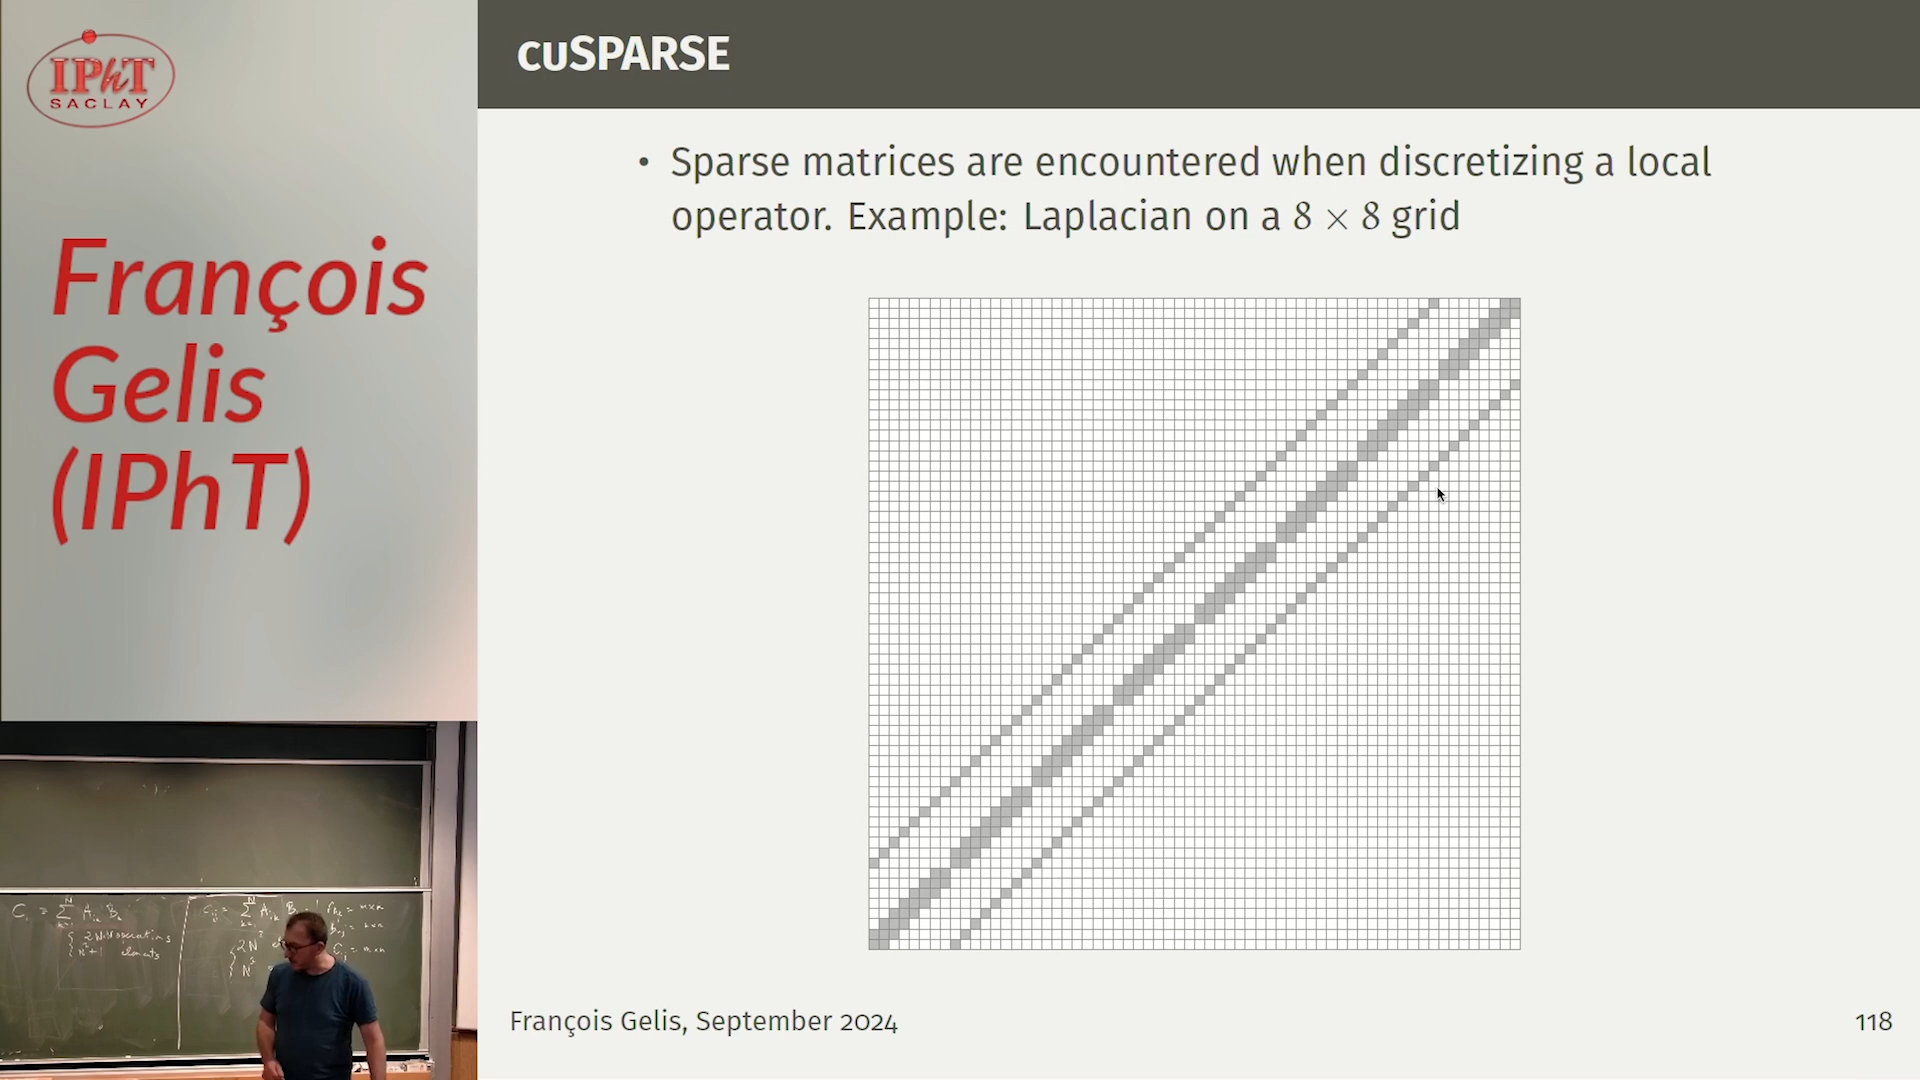 IPhT
SACLAY
François
Gelis
(IPhT)
cuSPARSE
• Sparse matrices are encountered when discretizing a local
operator. Example: Laplacian on a 8 × 8 grid
François Gelis, September 2024
118